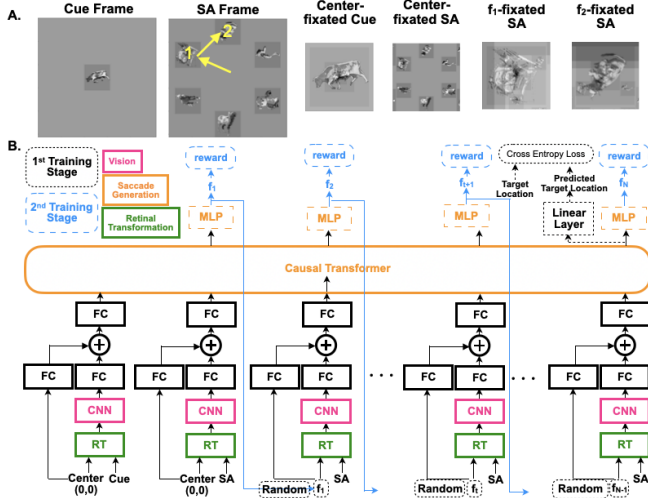 A.
Cue Frame
SA Frame
Center-
fixated Cue
Center-
fixated SA
f₁-fixated
SA
f₂-fixated
SA
1
2
B.
1st Training
Stage
2nd Training
Stage
Vision
Saccade
Generation
Retinal
Transformation
reward
reward
reward
Cross Entropy Loss
reward
f₁
f₂
fₜ₊₁
Target
Location
Predicted
Target Location
f_N
MLP
MLP
MLP
Linear
Layer
MLP
Causal Transformer
FC
FC
FC
FC
FC
+
+
+
+
+
FC
FC
FC
FC
FC
FC
...
FC
FC
...
FC
FC
CNN
CNN
CNN
CNN
CNN
RT
RT
RT
RT
RT
Center
(0,0)
Cue
Center
(0,0)
SA
Random
f₁
SA
Random
fₜ
SA
Random
f_N-1
SA